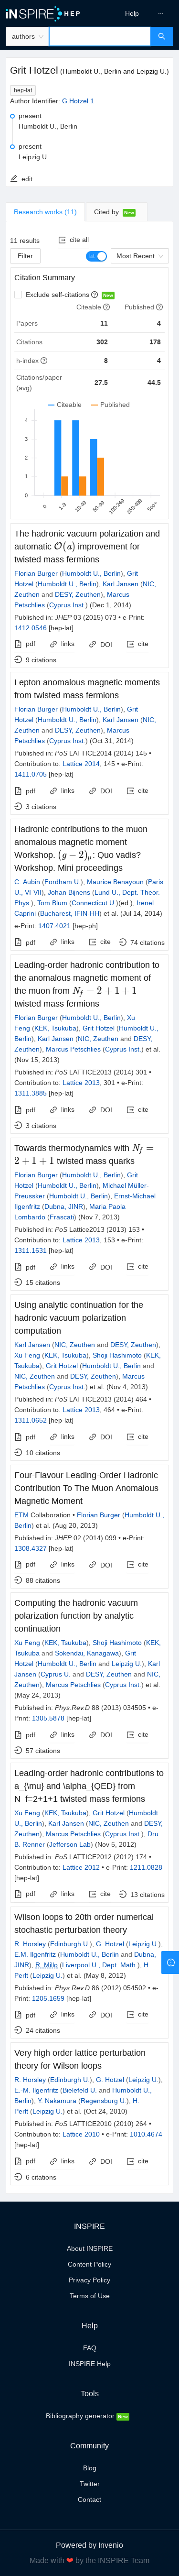 iNSPIRE HEP
Help
...
authors
Grit Hotzel (Humboldt U., Berlin and Leipzig U.)
hep-lat
Author Identifier: G.Hotzel.1
present
Humboldt U., Berlin
present
Leipzig U.
edit
Research works (11)
Cited by New
11 results | cite all
Filter
Most Recent
Citation Summary
Exclude self-citations New
Citeable Published
Papers 11 4
Citations 302 178
h-index 8 4
Citations/paper (avg) 27.5 44.5
Citeable Published
4
3
2
1
0
0 1--9 10--49 50--99 100--249 250--499 500+
The hadronic vacuum polarization and automatic O(a) improvement for twisted mass fermions
Florian Burger (Humboldt U., Berlin), Grit
Hotzel (Humboldt U., Berlin), Karl Jansen (NIC,
Zeuthen and DESY, Zeuthen), Marcus
Petschlies (Cyprus Inst.) (Dec 1, 2014)
Published in: JHEP 03 (2015) 073 • e-Print:
1412.0546 [hep-lat]
pdf links DOI cite
9 citations
Lepton anomalous magnetic moments from twisted mass fermions
Florian Burger (Humboldt U., Berlin), Grit
Hotzel (Humboldt U., Berlin), Karl Jansen (NIC,
Zeuthen and DESY, Zeuthen), Marcus
Petschlies (Cyprus Inst.) (Oct 31, 2014)
Published in: PoS LATTICE2014 (2014) 145 •
Contribution to: Lattice 2014, 145 • e-Print:
1411.0705 [hep-lat]
pdf links DOI cite
3 citations
Hadronic contributions to the muon anomalous magnetic moment Workshop. (g − 2)μ: Quo vadis? Workshop. Mini proceedings
C. Aubin (Fordham U.), Maurice Benayoun (Paris
U., VI-VII), Johan Bijnens (Lund U., Dept. Theor.
Phys.), Tom Blum (Connecticut U.)(ed.), Irinel
Caprini (Bucharest, IFIN-HH) et al. (Jul 14, 2014)
e-Print: 1407.4021 [hep-ph]
pdf links cite 74 citations
Leading-order hadronic contribution to the anomalous magnetic moment of the muon from Nf = 2 + 1 + 1 twisted mass fermions
Florian Burger (Humboldt U., Berlin), Xu
Feng (KEK, Tsukuba), Grit Hotzel (Humboldt U.,
Berlin), Karl Jansen (NIC, Zeuthen and DESY,
Zeuthen), Marcus Petschlies (Cyprus Inst.) et al.
(Nov 15, 2013)
Published in: PoS LATTICE2013 (2014) 301 •
Contribution to: Lattice 2013, 301 • e-Print:
1311.3885 [hep-lat]
pdf links DOI cite
3 citations
Towards thermodynamics with Nf = 2 + 1 + 1 twisted mass quarks
Florian Burger (Humboldt U., Berlin), Grit
Hotzel (Humboldt U., Berlin), Michael Müller-
Preussker (Humboldt U., Berlin), Ernst-Michael
Ilgenfritz (Dubna, JINR), Maria Paola
Lombardo (Frascati) (Nov 7, 2013)
Published in: PoS Lattice2013 (2013) 153 •
Contribution to: Lattice 2013, 153 • e-Print:
1311.1631 [hep-lat]
pdf links DOI cite
15 citations
Using analytic continuation for the hadronic vacuum polarization computation
Karl Jansen (NIC, Zeuthen and DESY, Zeuthen),
Xu Feng (KEK, Tsukuba), Shoji Hashimoto (KEK,
Tsukuba), Grit Hotzel (Humboldt U., Berlin and
NIC, Zeuthen and DESY, Zeuthen), Marcus
Petschlies (Cyprus Inst.) et al. (Nov 4, 2013)
Published in: PoS LATTICE2013 (2014) 464 •
Contribution to: Lattice 2013, 464 • e-Print:
1311.0652 [hep-lat]
pdf links DOI cite
10 citations
Four-Flavour Leading-Order Hadronic Contribution To The Muon Anomalous Magnetic Moment
ETM Collaboration • Florian Burger (Humboldt U.,
Berlin) et al. (Aug 20, 2013)
Published in: JHEP 02 (2014) 099 • e-Print:
1308.4327 [hep-lat]
pdf links DOI cite
88 citations
Computing the hadronic vacuum polarization function by analytic continuation
Xu Feng (KEK, Tsukuba), Shoji Hashimoto (KEK,
Tsukuba and Sokendai, Kanagawa), Grit
Hotzel (Humboldt U., Berlin and Leipzig U.), Karl
Jansen (Cyprus U. and DESY, Zeuthen and NIC,
Zeuthen), Marcus Petschlies (Cyprus Inst.) et al.
(May 24, 2013)
Published in: Phys.Rev.D 88 (2013) 034505 • e-
Print: 1305.5878 [hep-lat]
pdf links DOI cite
57 citations
Leading-order hadronic contributions to a_{\mu} and \alpha_{QED} from N_f=2+1+1 twisted mass fermions
Xu Feng (KEK, Tsukuba), Grit Hotzel (Humboldt
U., Berlin), Karl Jansen (NIC, Zeuthen and DESY,
Zeuthen), Marcus Petschlies (Cyprus Inst.), Dru
B. Renner (Jefferson Lab) (Nov 5, 2012)
Published in: PoS LATTICE2012 (2012) 174 •
Contribution to: Lattice 2012 • e-Print: 1211.0828
[hep-lat]
pdf links cite 13 citations
Wilson loops to 20th order numerical stochastic perturbation theory
R. Horsley (Edinburgh U.), G. Hotzel (Leipzig U.),
E.M. Ilgenfritz (Humboldt U., Berlin and Dubna,
JINR), R. Millo (Liverpool U., Dept. Math.), H.
Perlt (Leipzig U.) et al. (May 8, 2012)
Published in: Phys.Rev.D 86 (2012) 054502 • e-
Print: 1205.1659 [hep-lat]
pdf links DOI cite
24 citations
Very high order lattice perturbation theory for Wilson loops
R. Horsley (Edinburgh U.), G. Hotzel (Leipzig U.),
E.-M. Ilgenfritz (Bielefeld U. and Humboldt U.,
Berlin), Y. Nakamura (Regensburg U.), H.
Perlt (Leipzig U.) et al. (Oct 24, 2010)
Published in: PoS LATTICE2010 (2010) 264 •
Contribution to: Lattice 2010 • e-Print: 1010.4674
[hep-lat]
pdf links DOI cite
6 citations
INSPIRE
About INSPIRE
Content Policy
Privacy Policy
Terms of Use
Help
FAQ
INSPIRE Help
Tools
Bibliography generator New
Community
Blog
Twitter
Contact
Powered by Invenio
Made with ❤ by the INSPIRE Team